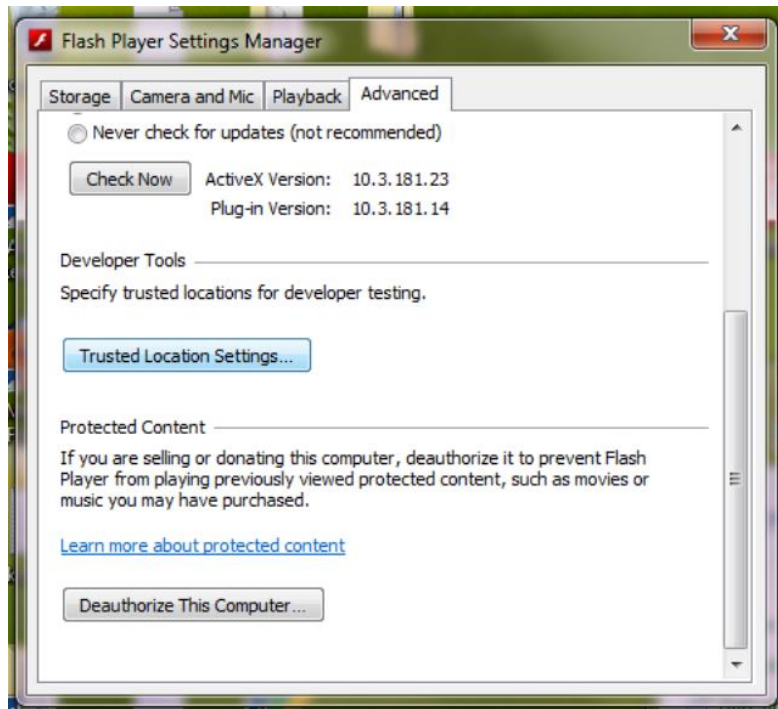 Flash Player Settings Manager
Storage
Camera and Mic
Playback
Advanced
Never check for updates (not recommended)
Check Now
ActiveX Version: 10.3.181.23
Plug-in Version: 10.3.181.14
Developer Tools
Specify trusted locations for developer testing.
Trusted Location Settings...
Protected Content
If you are selling or donating this computer, deauthorize it to prevent Flash
Player from playing previously viewed protected content, such as movies or
music you may have purchased.
Learn more about protected content
Deauthorize This Computer...